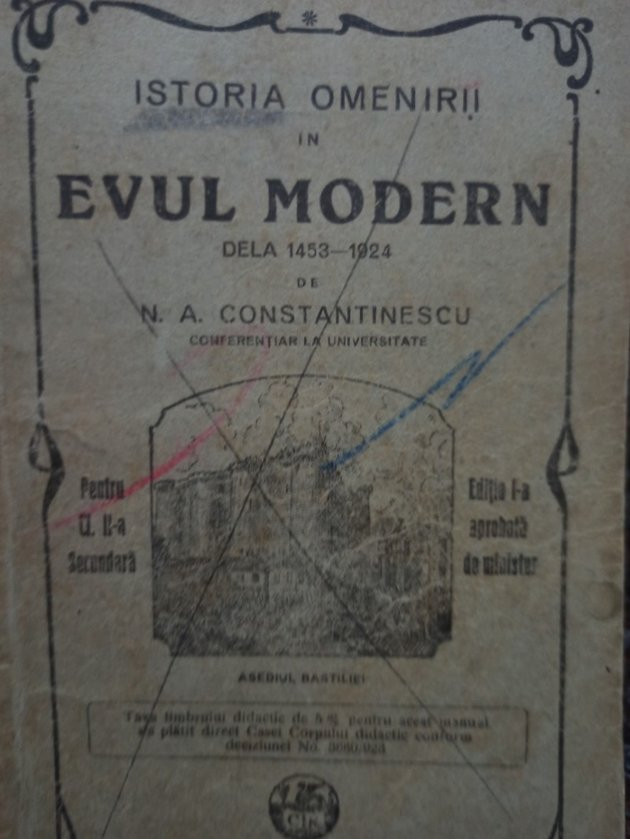 ISTORIA OMENIRII
IN
EVUL MODERN
DELA 1453—1924
DE
N. A. CONSTANTINESCU
CONFERENȚIAR LA UNIVERSITATE
Pentru
Cl. II-a
Secundară
Ediția I-a
aprobată
de minister
ASEDIUL BASTILIEI
Taxa timbrului didactic de 5% pentru acest manual
plătit direct Casei Corpului didactic conform
deciziunei No.